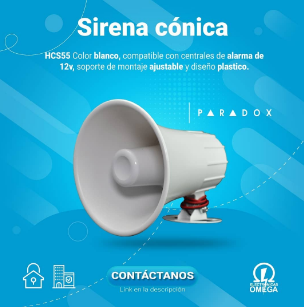 Sirena cónica
HCS55 Color blanco, compatible con centrales de alarma de
12v, soporte de montaje ajustable y diseño plastico.
PARADOX
CONTÁCTANOS
Link en la descripción
ELECTRONICAS
OMEGA